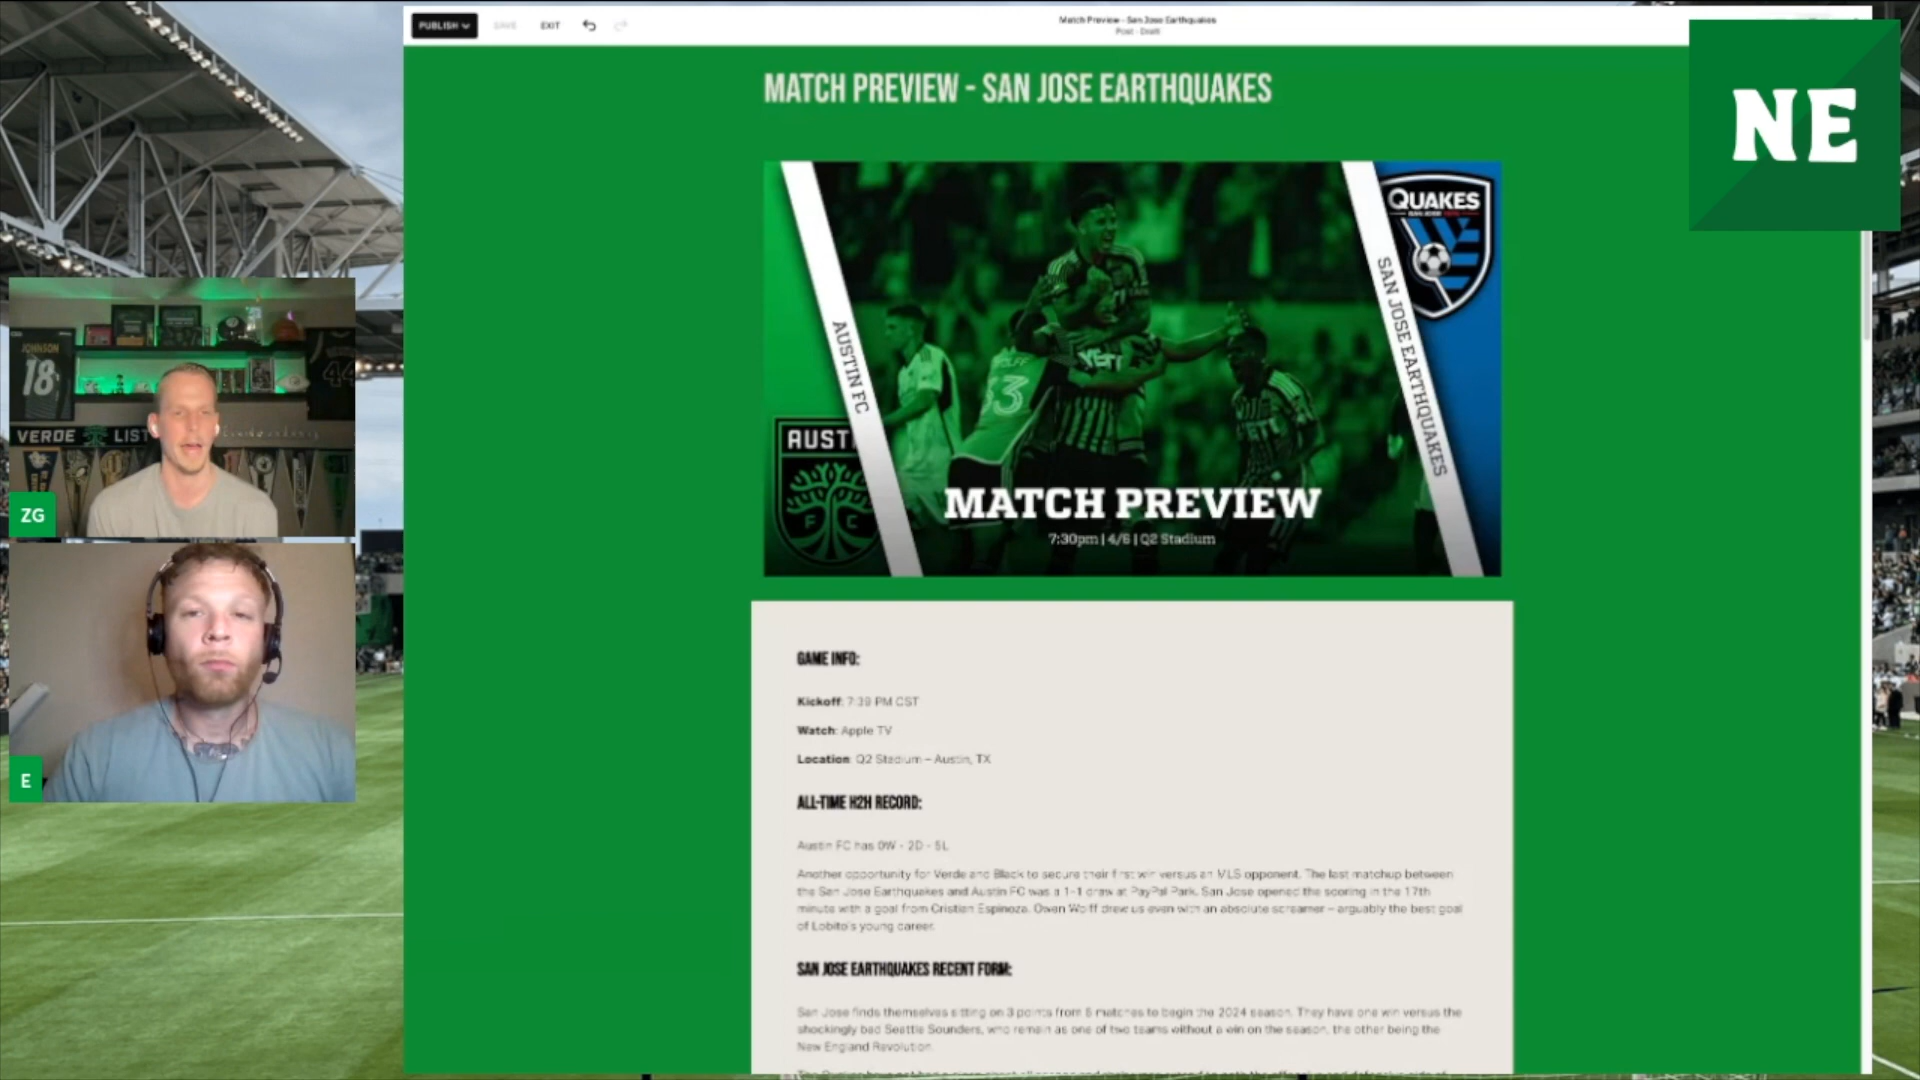 PUBLISH
SAVE
EXIT
Match Preview - San Jose Earthquakes
Post · Draft
NE
MATCH PREVIEW - SAN JOSE EARTHQUAKES
QUAKES
SAN JOSE EARTHQUAKES
AUSTIN FC
AUST
FC
YETI
YETI
33
MATCH PREVIEW
7:30pm | 4/6 | Q2 Stadium
JOHNSON
18
44
VERDE
LIST
ZG
E
GAME INFO:
Kickoff: 7:39 PM CST
Watch: Apple TV
Location: Q2 Stadium – Austin, TX
ALL-TIME H2H RECORD:
Austin FC has 0W - 2D - 5L
Another opportunity for Verde and Black to secure their first win versus an MLS opponent. The last matchup between
the San Jose Earthquakes and Austin FC was a 1-1 draw at PayPal Park. San Jose opened the scoring in the 17th
minute with a goal from Cristian Espinoza. Owen Wolff drew us even with an absolute screamer – arguably the best goal
of Lobito's young career.
SAN JOSE EARTHQUAKES RECENT FORM:
San Jose finds themselves sitting on 3 points from 6 matches to begin the 2024 season. They have one win versus the
shockingly bad Seattle Sounders, who remain as one of two teams without a win on the season, the other being the
New England Revolution.